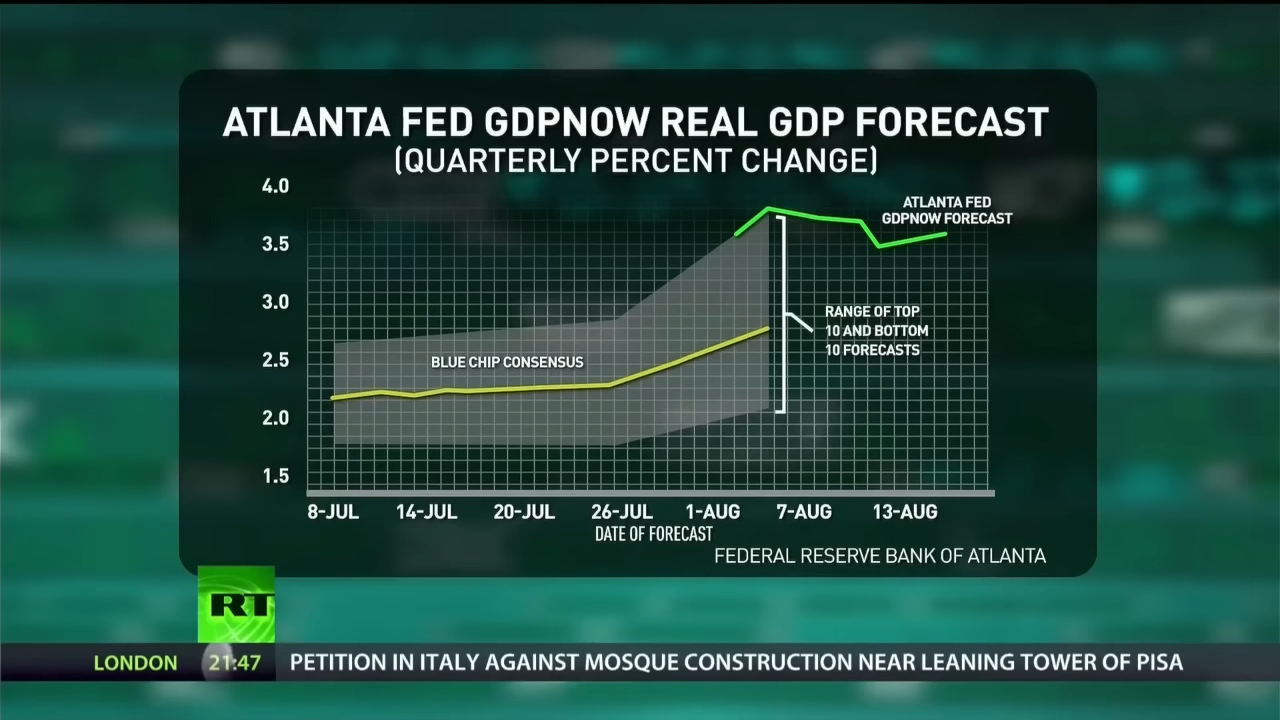 ATLANTA FED GDPNOW REAL GDP FORECAST
(QUARTERLY PERCENT CHANGE)
4.0
3.5
3.0
2.5
2.0
1.5
ATLANTA FED
GDPNOW FORECAST
RANGE OF TOP
10 AND BOTTOM
10 FORECASTS
BLUE CHIP CONSENSUS
8-JUL 14-JUL 20-JUL 26-JUL 1-AUG 7-AUG 13-AUG
DATE OF FORECAST
FEDERAL RESERVE BANK OF ATLANTA
RT
LONDON 21:47 PETITION IN ITALY AGAINST MOSQUE CONSTRUCTION NEAR LEANING TOWER OF PISA